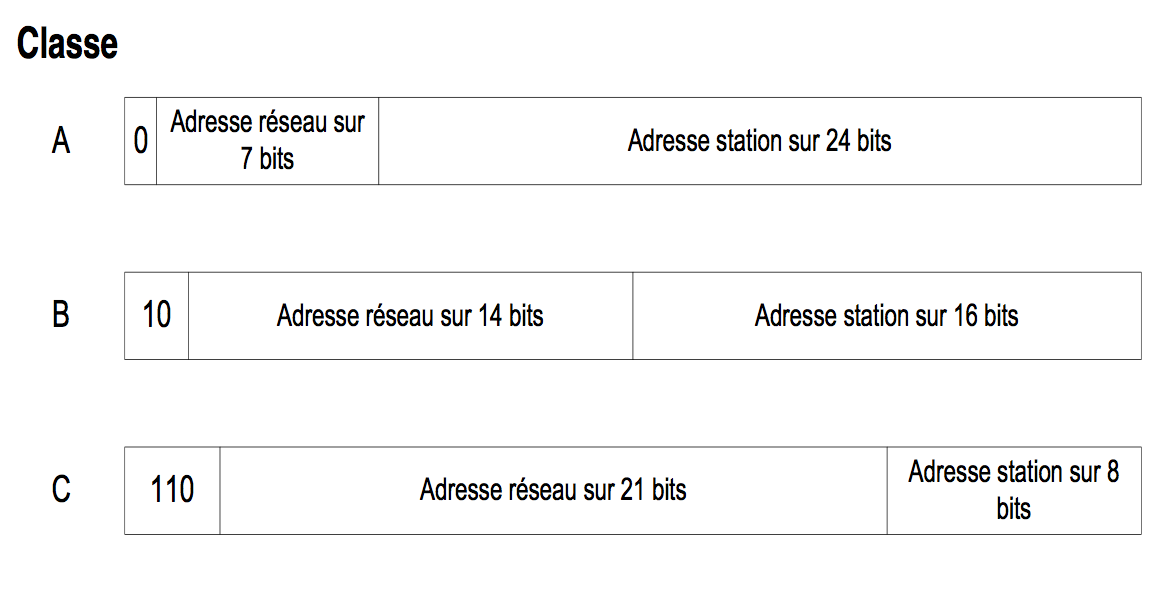 Classe
A
0
Adresse réseau sur
7 bits
Adresse station sur 24 bits
B
10
Adresse réseau sur 14 bits
Adresse station sur 16 bits
C
110
Adresse réseau sur 21 bits
Adresse station sur 8
bits